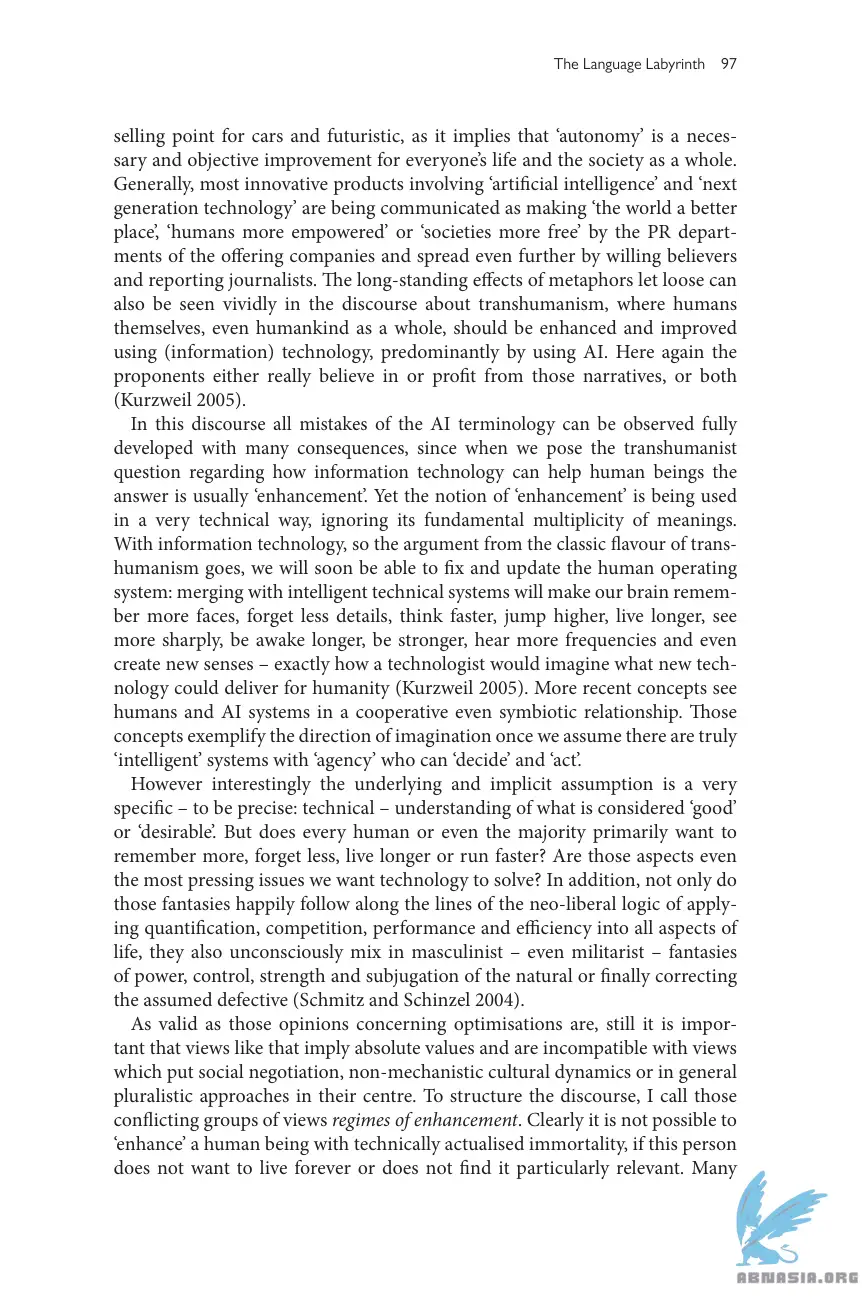 The Language Labyrinth 97
selling point for cars and futuristic, as it implies that ‘autonomy’ is a neces-
sary and objective improvement for everyone’s life and the society as a whole.
Generally, most innovative products involving ‘artificial intelligence’ and ‘next
generation technology’ are being communicated as making ‘the world a better
place’, ‘humans more empowered’ or ‘societies more free’ by the PR depart-
ments of the offering companies and spread even further by willing believers
and reporting journalists. The long-standing effects of metaphors let loose can
also be seen vividly in the discourse about transhumanism, where humans
themselves, even humankind as a whole, should be enhanced and improved
using (information) technology, predominantly by using AI. Here again the
proponents either really believe in or profit from those narratives, or both
(Kurzweil 2005).
In this discourse all mistakes of the AI terminology can be observed fully
developed with many consequences, since when we pose the transhumanist
question regarding how information technology can help human beings the
answer is usually ‘enhancement’. Yet the notion of ‘enhancement’ is being used
in a very technical way, ignoring its fundamental multiplicity of meanings.
With information technology, so the argument from the classic flavour of trans-
humanism goes, we will soon be able to fix and update the human operating
system: merging with intelligent technical systems will make our brain remem-
ber more faces, forget less details, think faster, jump higher, live longer, see
more sharply, be awake longer, be stronger, hear more frequencies and even
create new senses – exactly how a technologist would imagine what new tech-
nology could deliver for humanity (Kurzweil 2005). More recent concepts see
humans and AI systems in a cooperative even symbiotic relationship. Those
concepts exemplify the direction of imagination once we assume there are truly
‘intelligent’ systems with ‘agency’ who can ‘decide’ and ‘act’.
However interestingly the underlying and implicit assumption is a very
specific – to be precise: technical – understanding of what is considered ‘good’
or ‘desirable’. But does every human or even the majority primarily want to
remember more, forget less, live longer or run faster? Are those aspects even
the most pressing issues we want technology to solve? In addition, not only do
those fantasies happily follow along the lines of the neo-liberal logic of apply-
ing quantification, competition, performance and efficiency into all aspects of
life, they also unconsciously mix in masculinist – even militarist – fantasies
of power, control, strength and subjugation of the natural or finally correcting
the assumed defective (Schmitz and Schinzel 2004).
As valid as those opinions concerning optimisations are, still it is impor-
tant that views like that imply absolute values and are incompatible with views
which put social negotiation, non-mechanistic cultural dynamics or in general
pluralistic approaches in their centre. To structure the discourse, I call those
conflicting groups of views regimes of enhancement. Clearly it is not possible to
‘enhance’ a human being with technically actualised immortality, if this person
does not want to live forever or does not find it particularly relevant. Many
ABNASIA.ORG